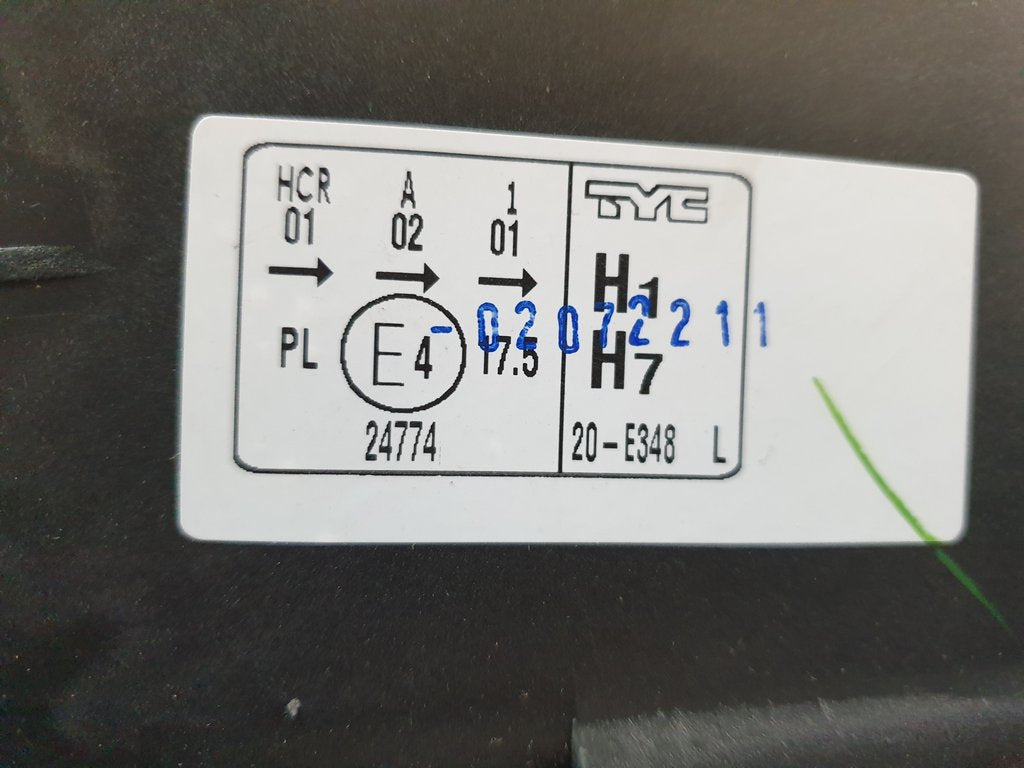 HCR A 1 TYC
01 02 01
→ → → H1
-02072211
PL E4 17.5 H7
24774 20-E348 L